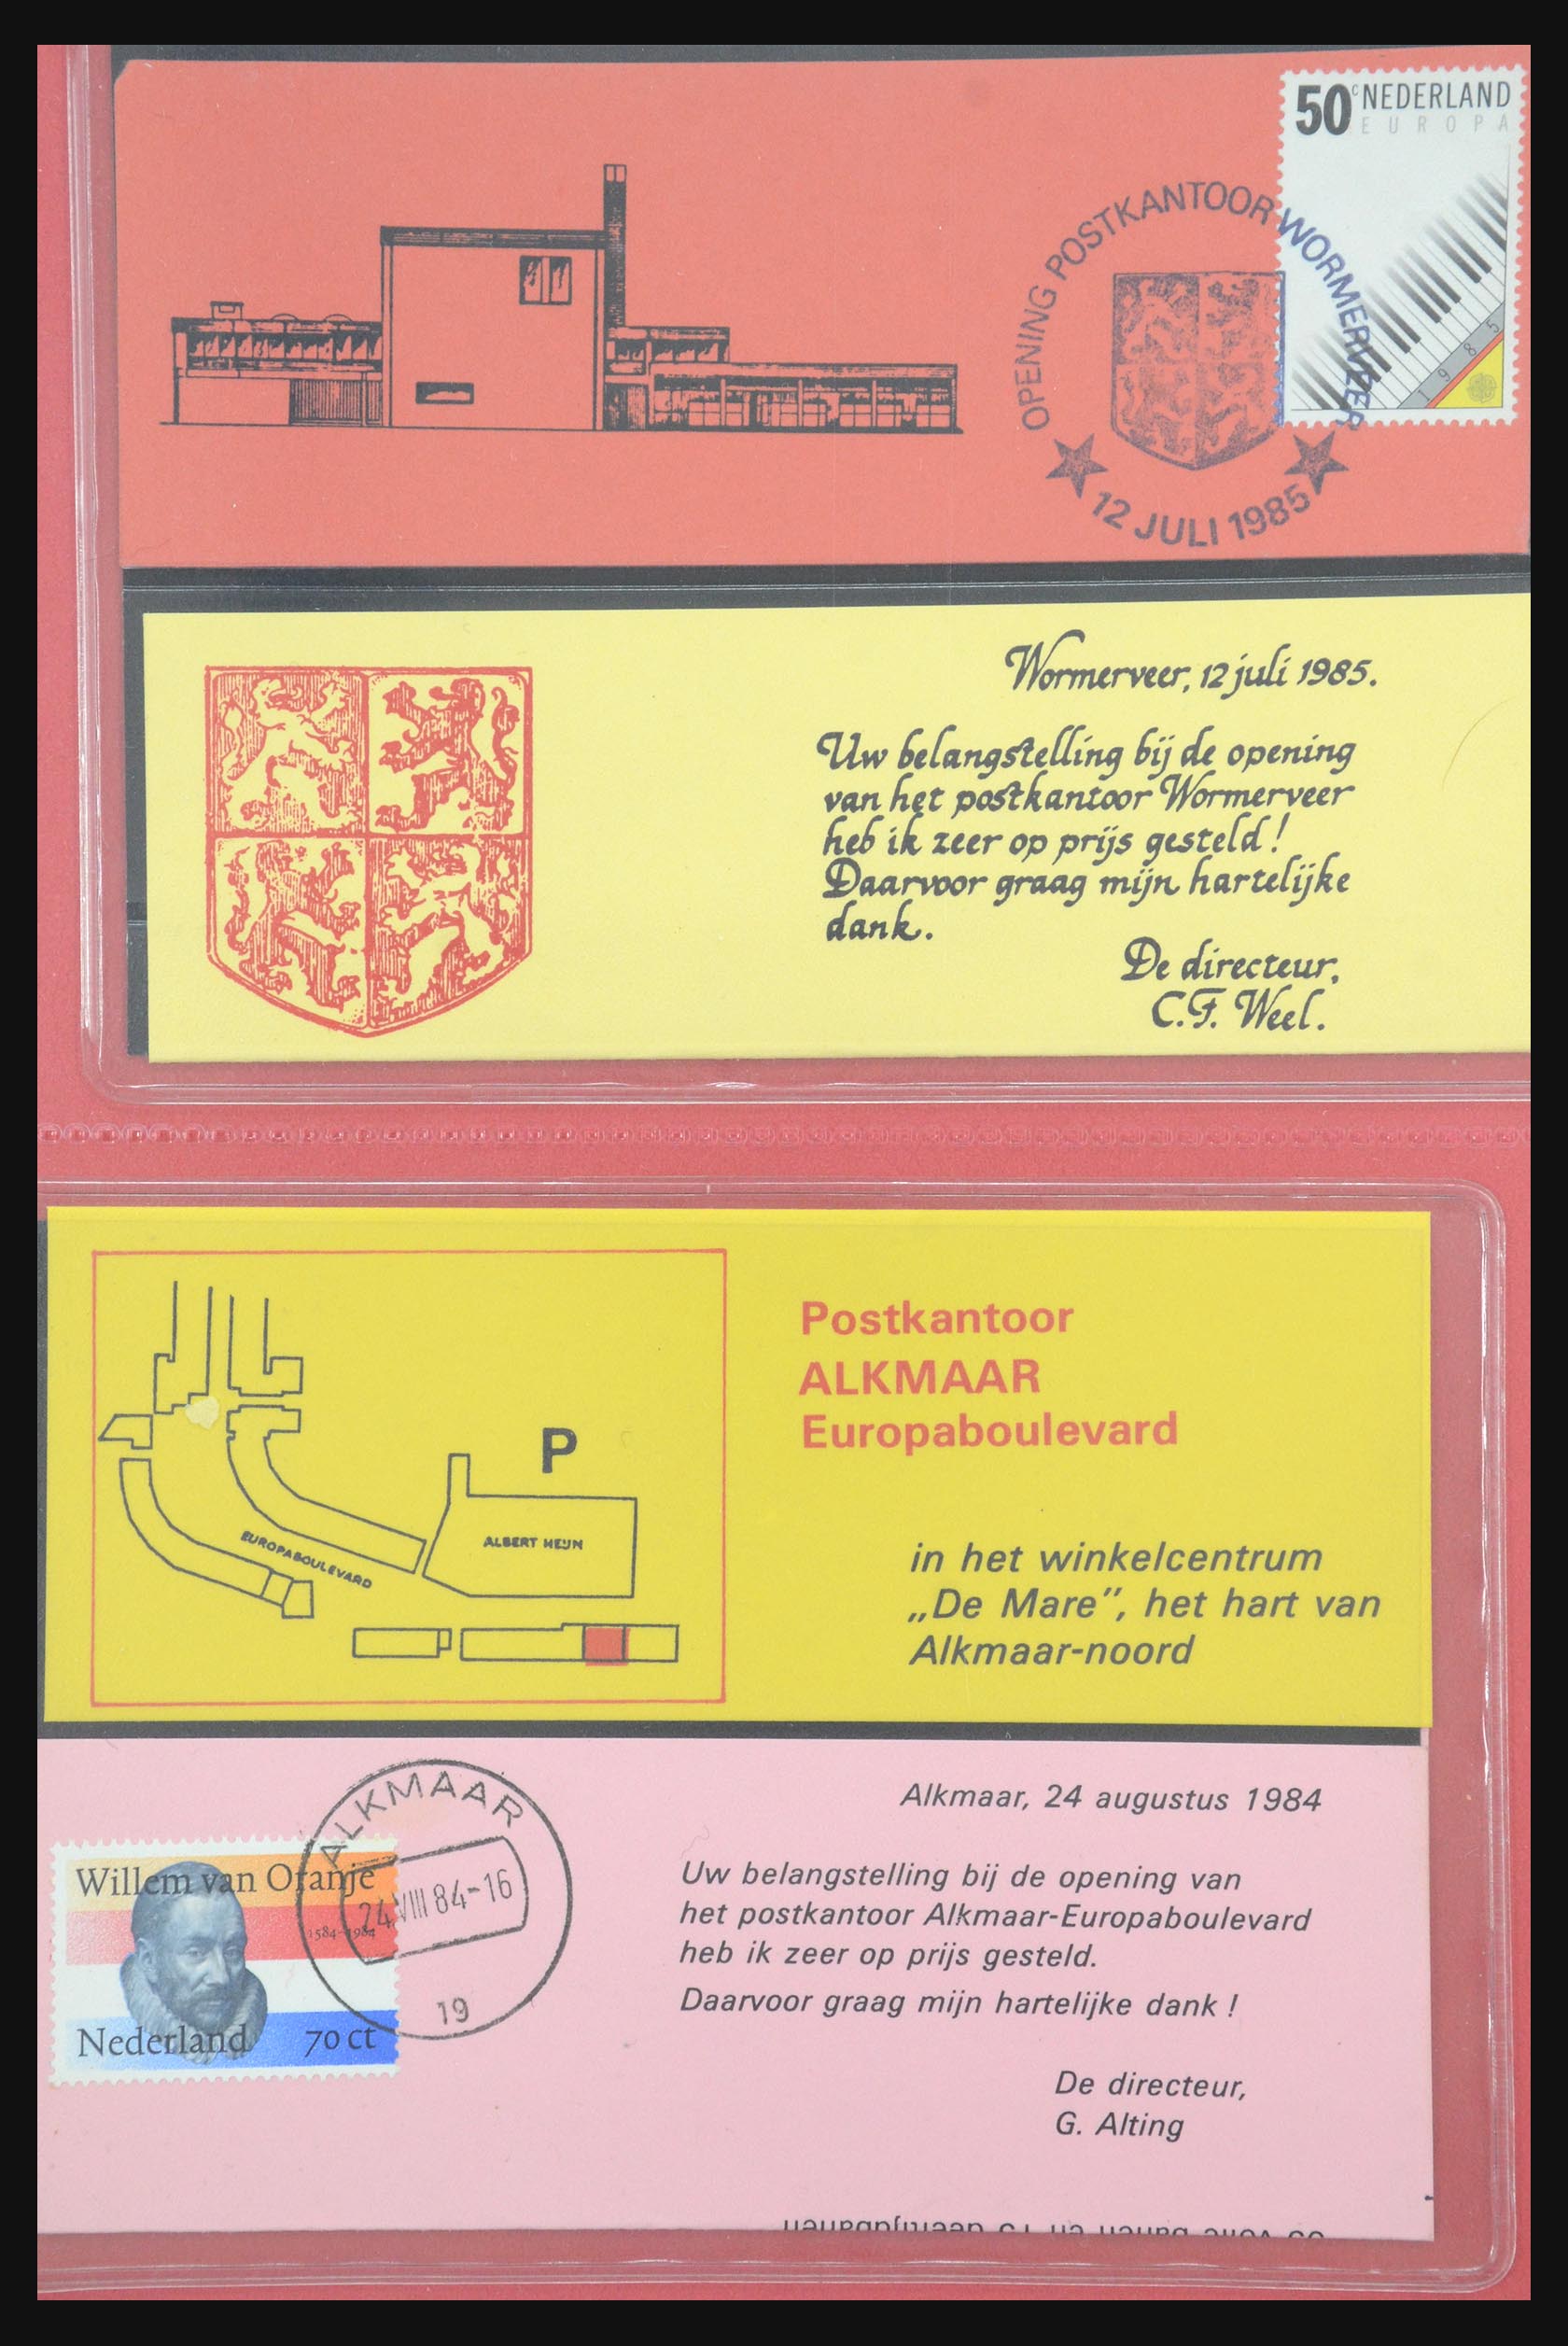 50 c NEDERLAND
EUROPA
1985
OPENING POSTKANTOOR WORMERVEER
12 JULI 1985
Wormerveer, 12 juli 1985.
Uw belangstelling bij de opening
van het postkantoor Wormerveer
heb ik zeer op prijs gesteld!
Daarvoor graag mijn hartelijke
dank.
De directeur,
C.F. Weel.
P
EUROPABOULEVARD
ALBERT HEIJN
Postkantoor
ALKMAAR
Europaboulevard
in het winkelcentrum
„De Mare”, het hart van
Alkmaar-noord
Willem van Oranje
1584-1984
Nederland 70 ct
ALKMAAR
24 VIII 84-16
19
Alkmaar, 24 augustus 1984
Uw belangstelling bij de opening van
het postkantoor Alkmaar-Europaboulevard
heb ik zeer op prijs gesteld.
Daarvoor graag mijn hartelijke dank !
De directeur,
G. Alting